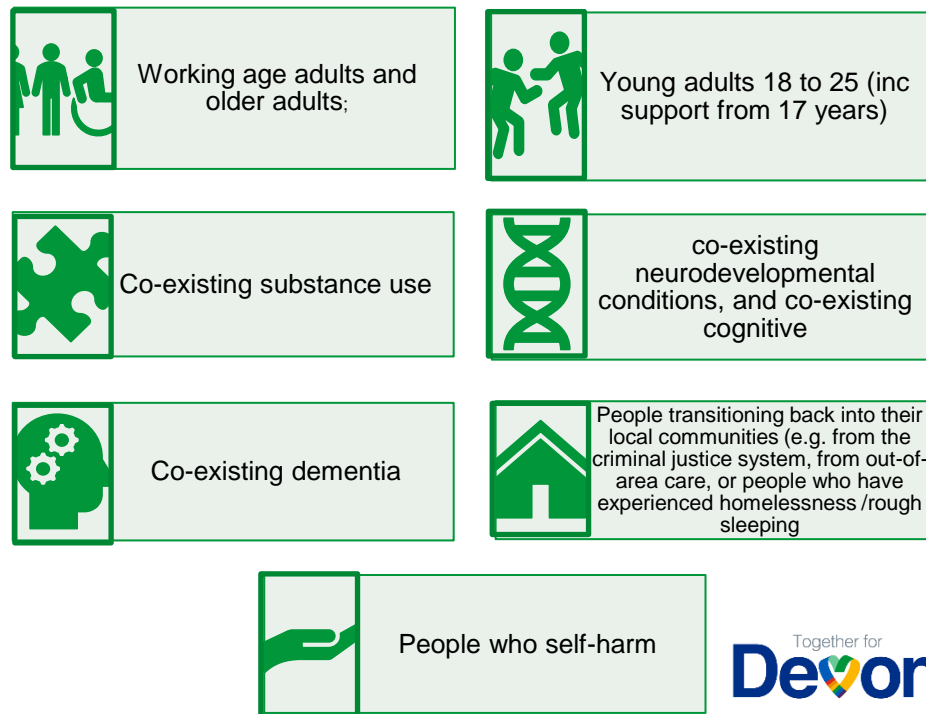 Working age adults and
older adults;
Young adults 18 to 25 (inc
support from 17 years)
Co-existing substance use
co-existing
neurodevelopmental
conditions, and co-existing
cognitive
Co-existing dementia
People transitioning back into their
local communities (e.g. from the
criminal justice system, from out-of-
area care, or people who have
experienced homelessness /rough
sleeping
People who self-harm
Together for
Devon